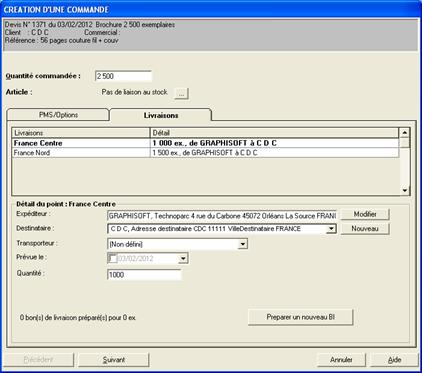 CREATION D'UNE COMMANDE
Devis N° 1371 du 03/02/2012 Brochure 2 500 exemplaires
Client : C D C Commercial :
Référence : 56 pages couture fil + couv
Quantité commandée : 2 500
Article : Pas de liaison au stock ...
PMS/Options Livraisons
Livraisons Détail
France Centre 1 000 ex., de GRAPHISOFT à C D C
France Nord 1 500 ex., de GRAPHISOFT à C D C
Détail du point : France Centre
Expéditeur : GRAPHISOFT, Technoparc 4 rue du Carbone 45072 Orléans La Source FRAN Modifier
Destinataire : C D C, Adresse destinataire CDC 11111 VilleDestinataire FRANCE Nouveau
Transporteur : (Non défini)
Prévue le : 03/02/2012
Quantité : 1000
0 bon(s) de livraison préparé(s) pour 0 ex. Preparer un nouveau Bl
Précédent Suivant Annuler Aide